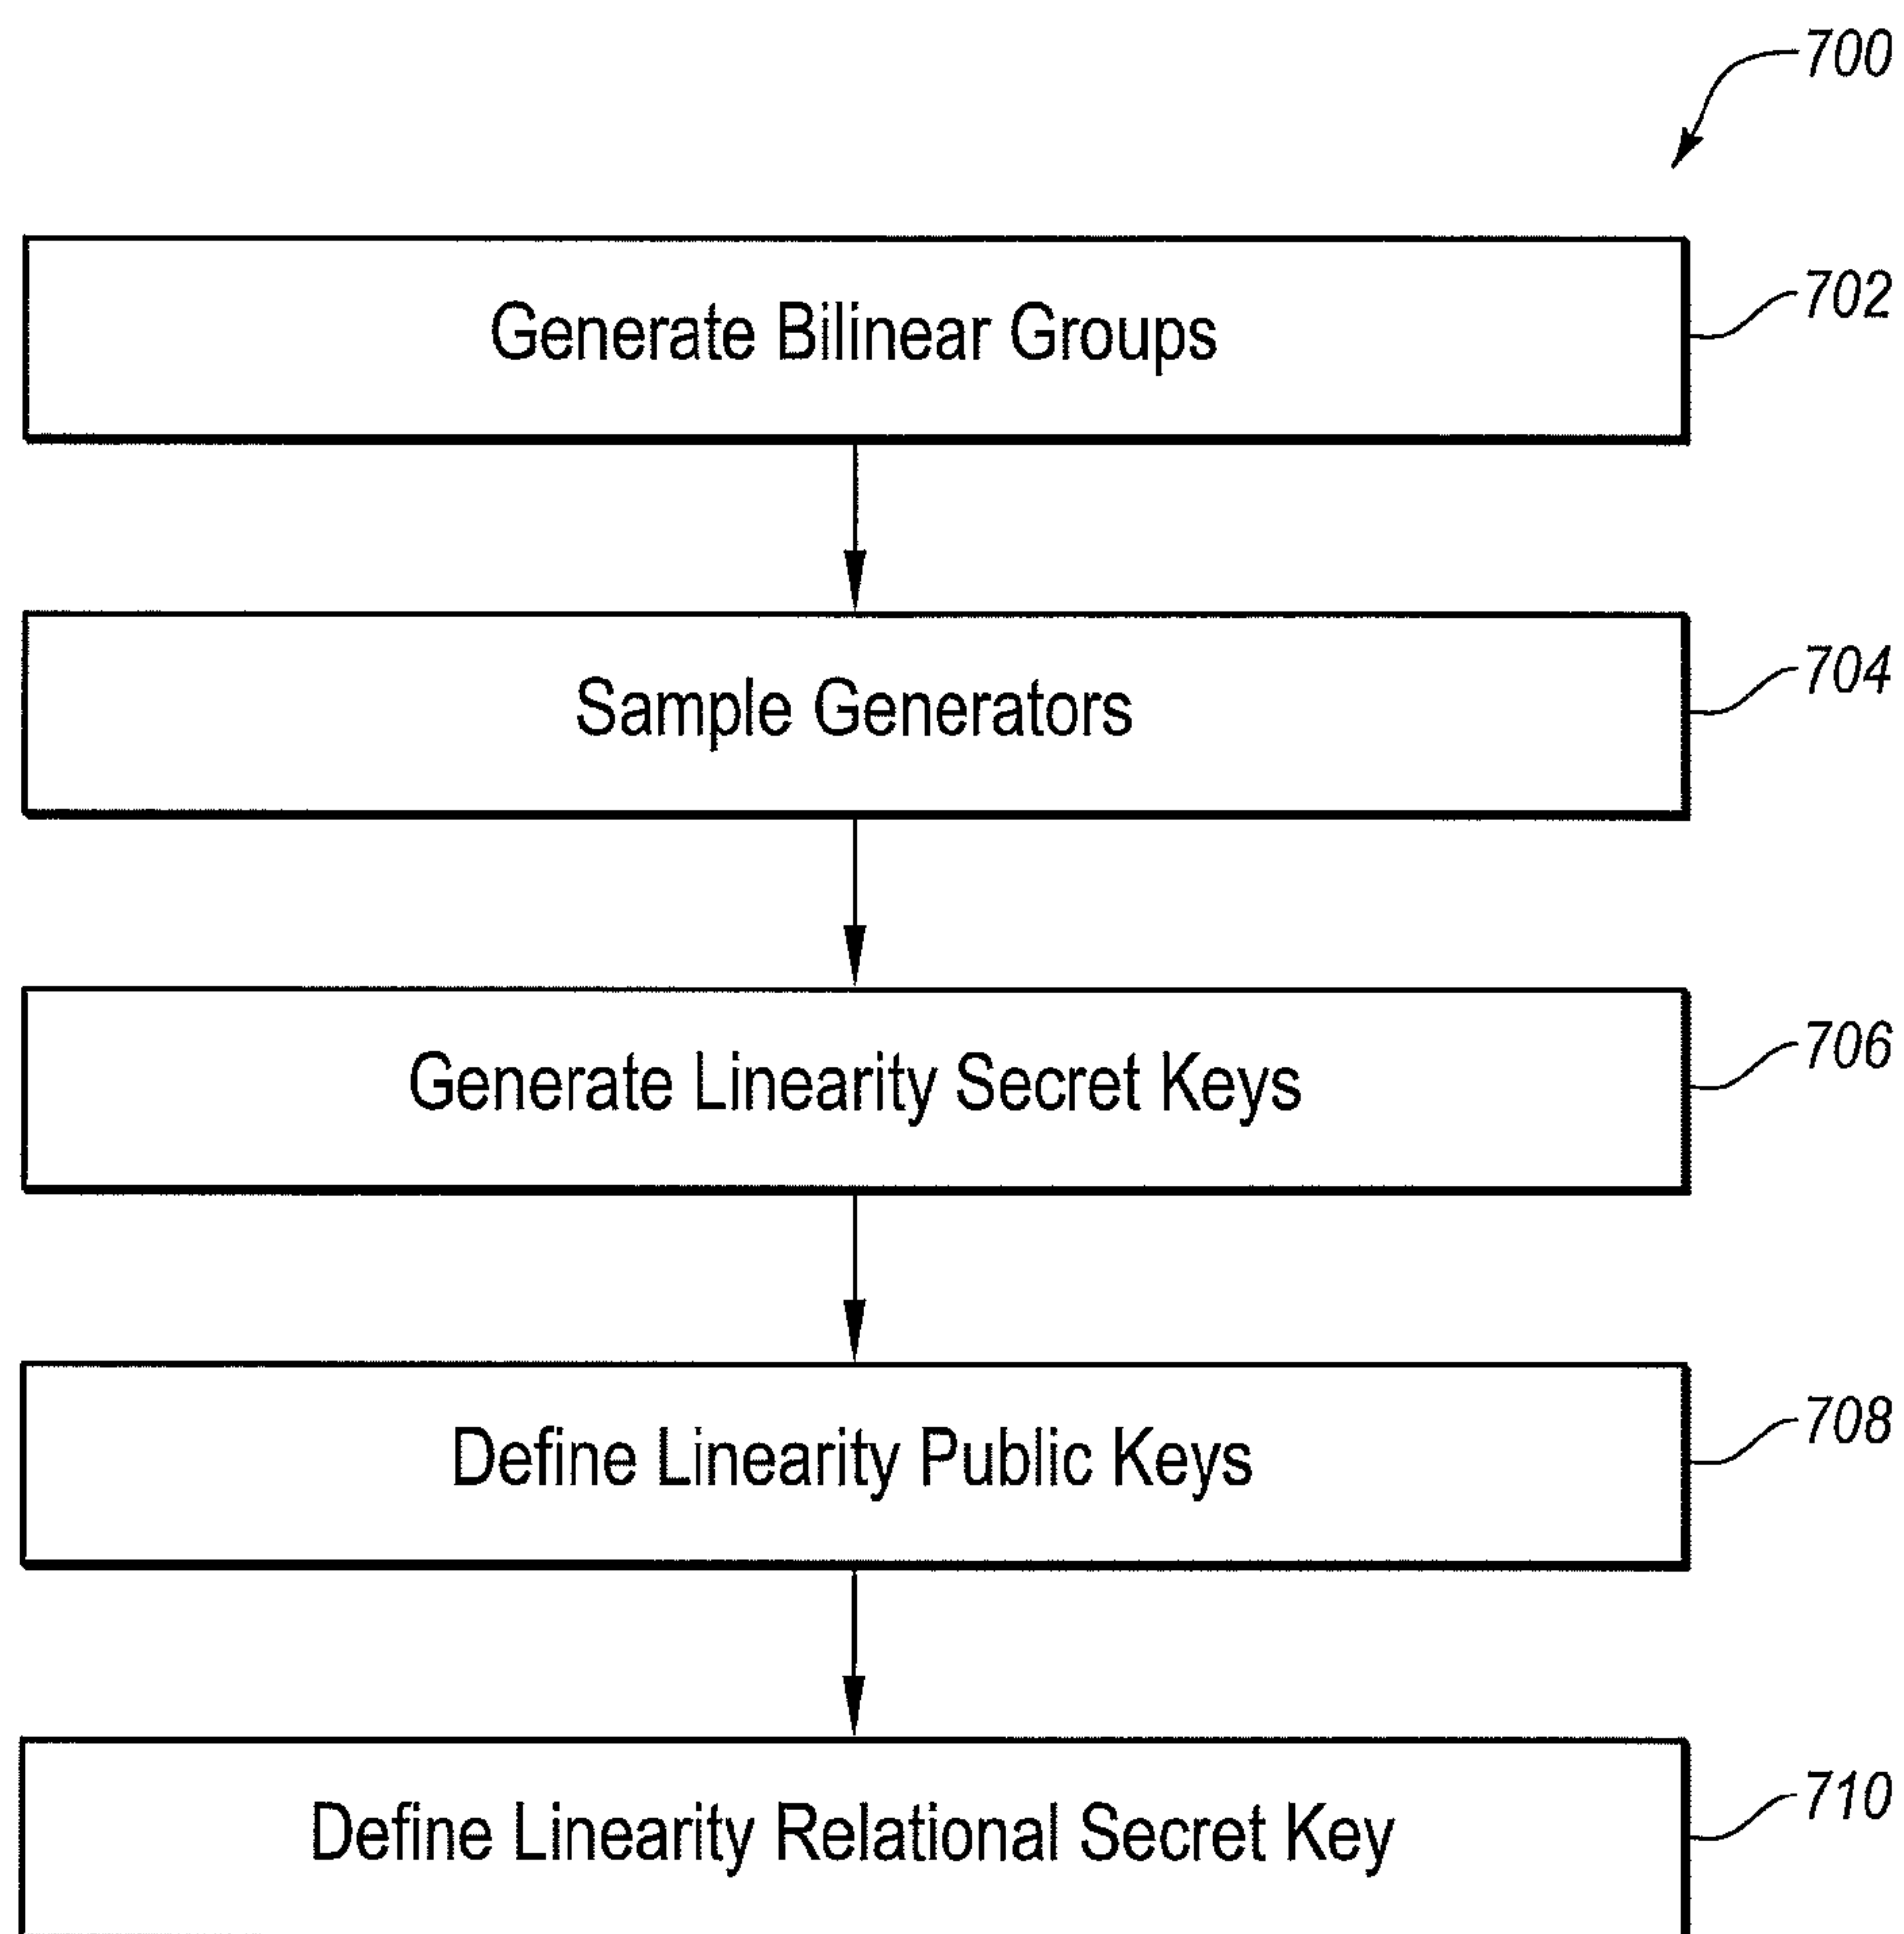 700
Generate Bilinear Groups
702
Sample Generators
704
Generate Linearity Secret Keys
706
Define Linearity Public Keys
708
Define Linearity Relational Secret Key
710